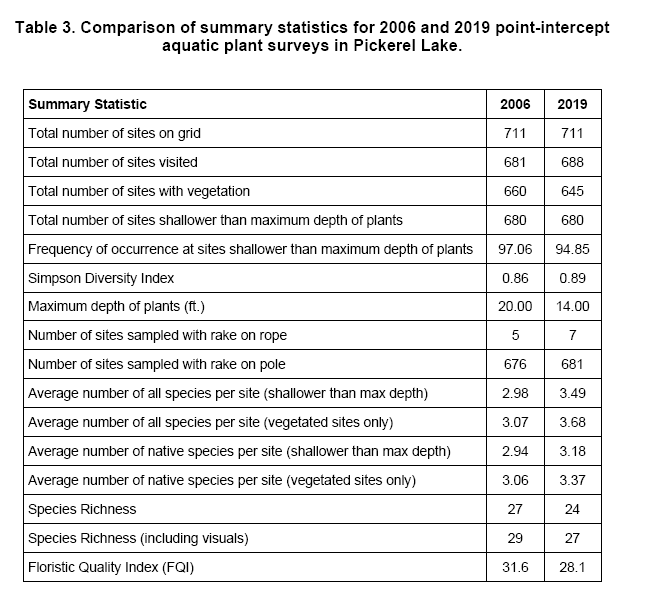 Table 3. Comparison of summary statistics for 2006 and 2019 point-intercept
aquatic plant surveys in Pickerel Lake.
Summary Statistic 2006 2019
Total number of sites on grid 711 711
Total number of sites visited 681 688
Total number of sites with vegetation 660 645
Total number of sites shallower than maximum depth of plants 680 680
Frequency of occurrence at sites shallower than maximum depth of plants 97.06 94.85
Simpson Diversity Index 0.86 0.89
Maximum depth of plants (ft.) 20.00 14.00
Number of sites sampled with rake on rope 5 7
Number of sites sampled with rake on pole 676 681
Average number of all species per site (shallower than max depth) 2.98 3.49
Average number of all species per site (vegetated sites only) 3.07 3.68
Average number of native species per site (shallower than max depth) 2.94 3.18
Average number of native species per site (vegetated sites only) 3.06 3.37
Species Richness 27 24
Species Richness (including visuals) 29 27
Floristic Quality Index (FQI) 31.6 28.1